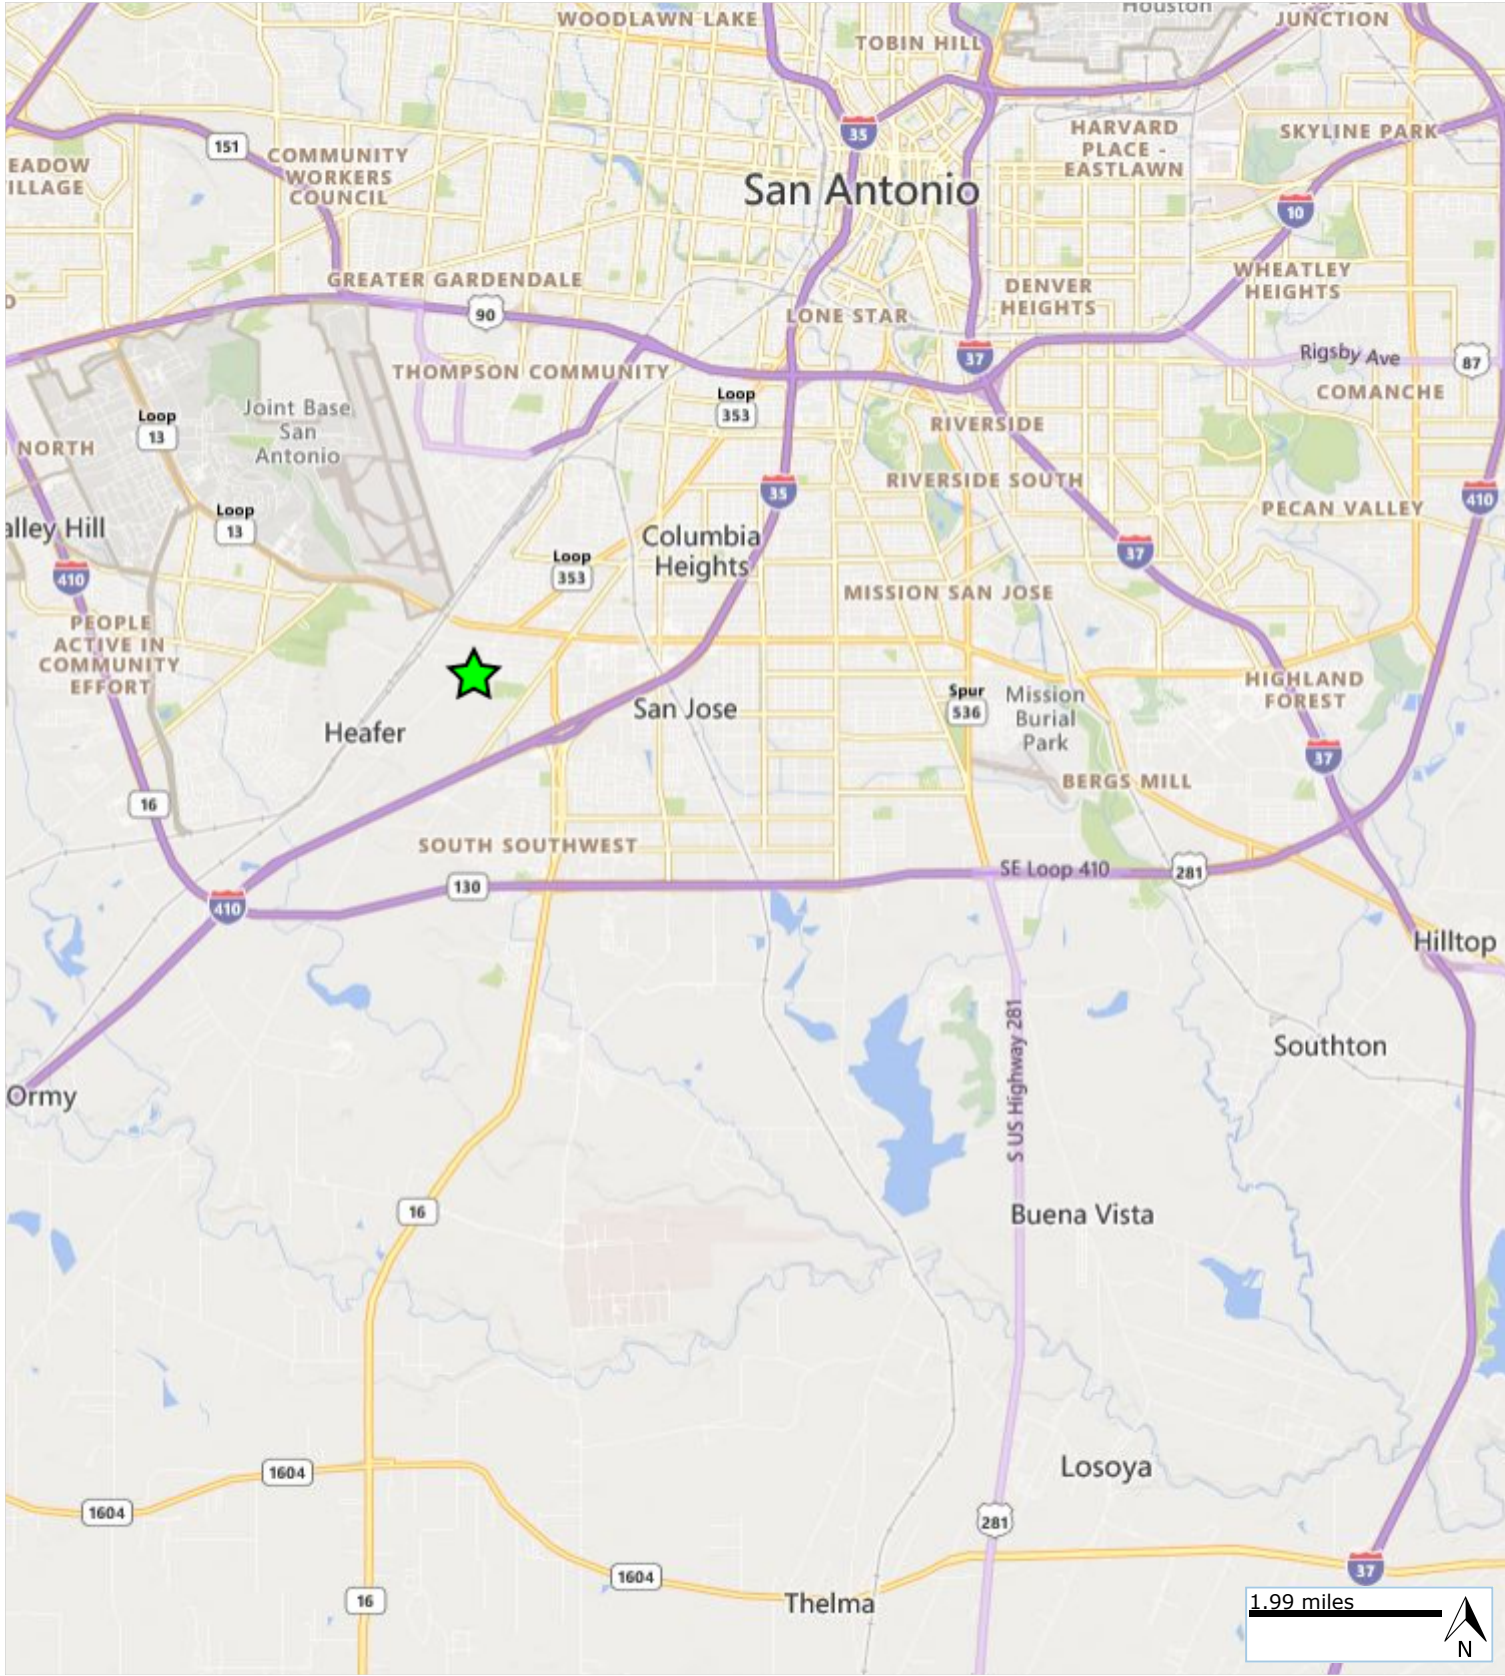 WOODLAWN LAKE
Houston
JUNCTION
TOBIN HILL
35
151
COMMUNITY
WORKERS
COUNCIL
HARVARD
PLACE -
EASTLAWN
SKYLINE PARK
San Antonio
10
GREATER GARDENDALE
90
LONE STAR
DENVER
HEIGHTS
WHEATLEY
HEIGHTS
37
Rigsby Ave
87
THOMPSON COMMUNITY
Loop
353
COMANCHE
Loop
13
Joint Base
San
Antonio
RIVERSIDE
NORTH
RIVERSIDE SOUTH
35
410
PECAN VALLEY
Loop
13
alley Hill
Columbia
Heights
37
Loop
353
410
MISSION SAN JOSE
PEOPLE
ACTIVE IN
COMMUNITY
EFFORT
HIGHLAND
FOREST
Spur
536
Mission
Burial
Park
San Jose
Heafer
37
BERGS MILL
16
SOUTH SOUTHWEST
SE Loop 410
281
130
410
Hilltop
S US Highway 281
Southton
Ormy
16
Buena Vista
Losoya
1604
1604
281
37
1604
16
Thelma
1.99 miles
N